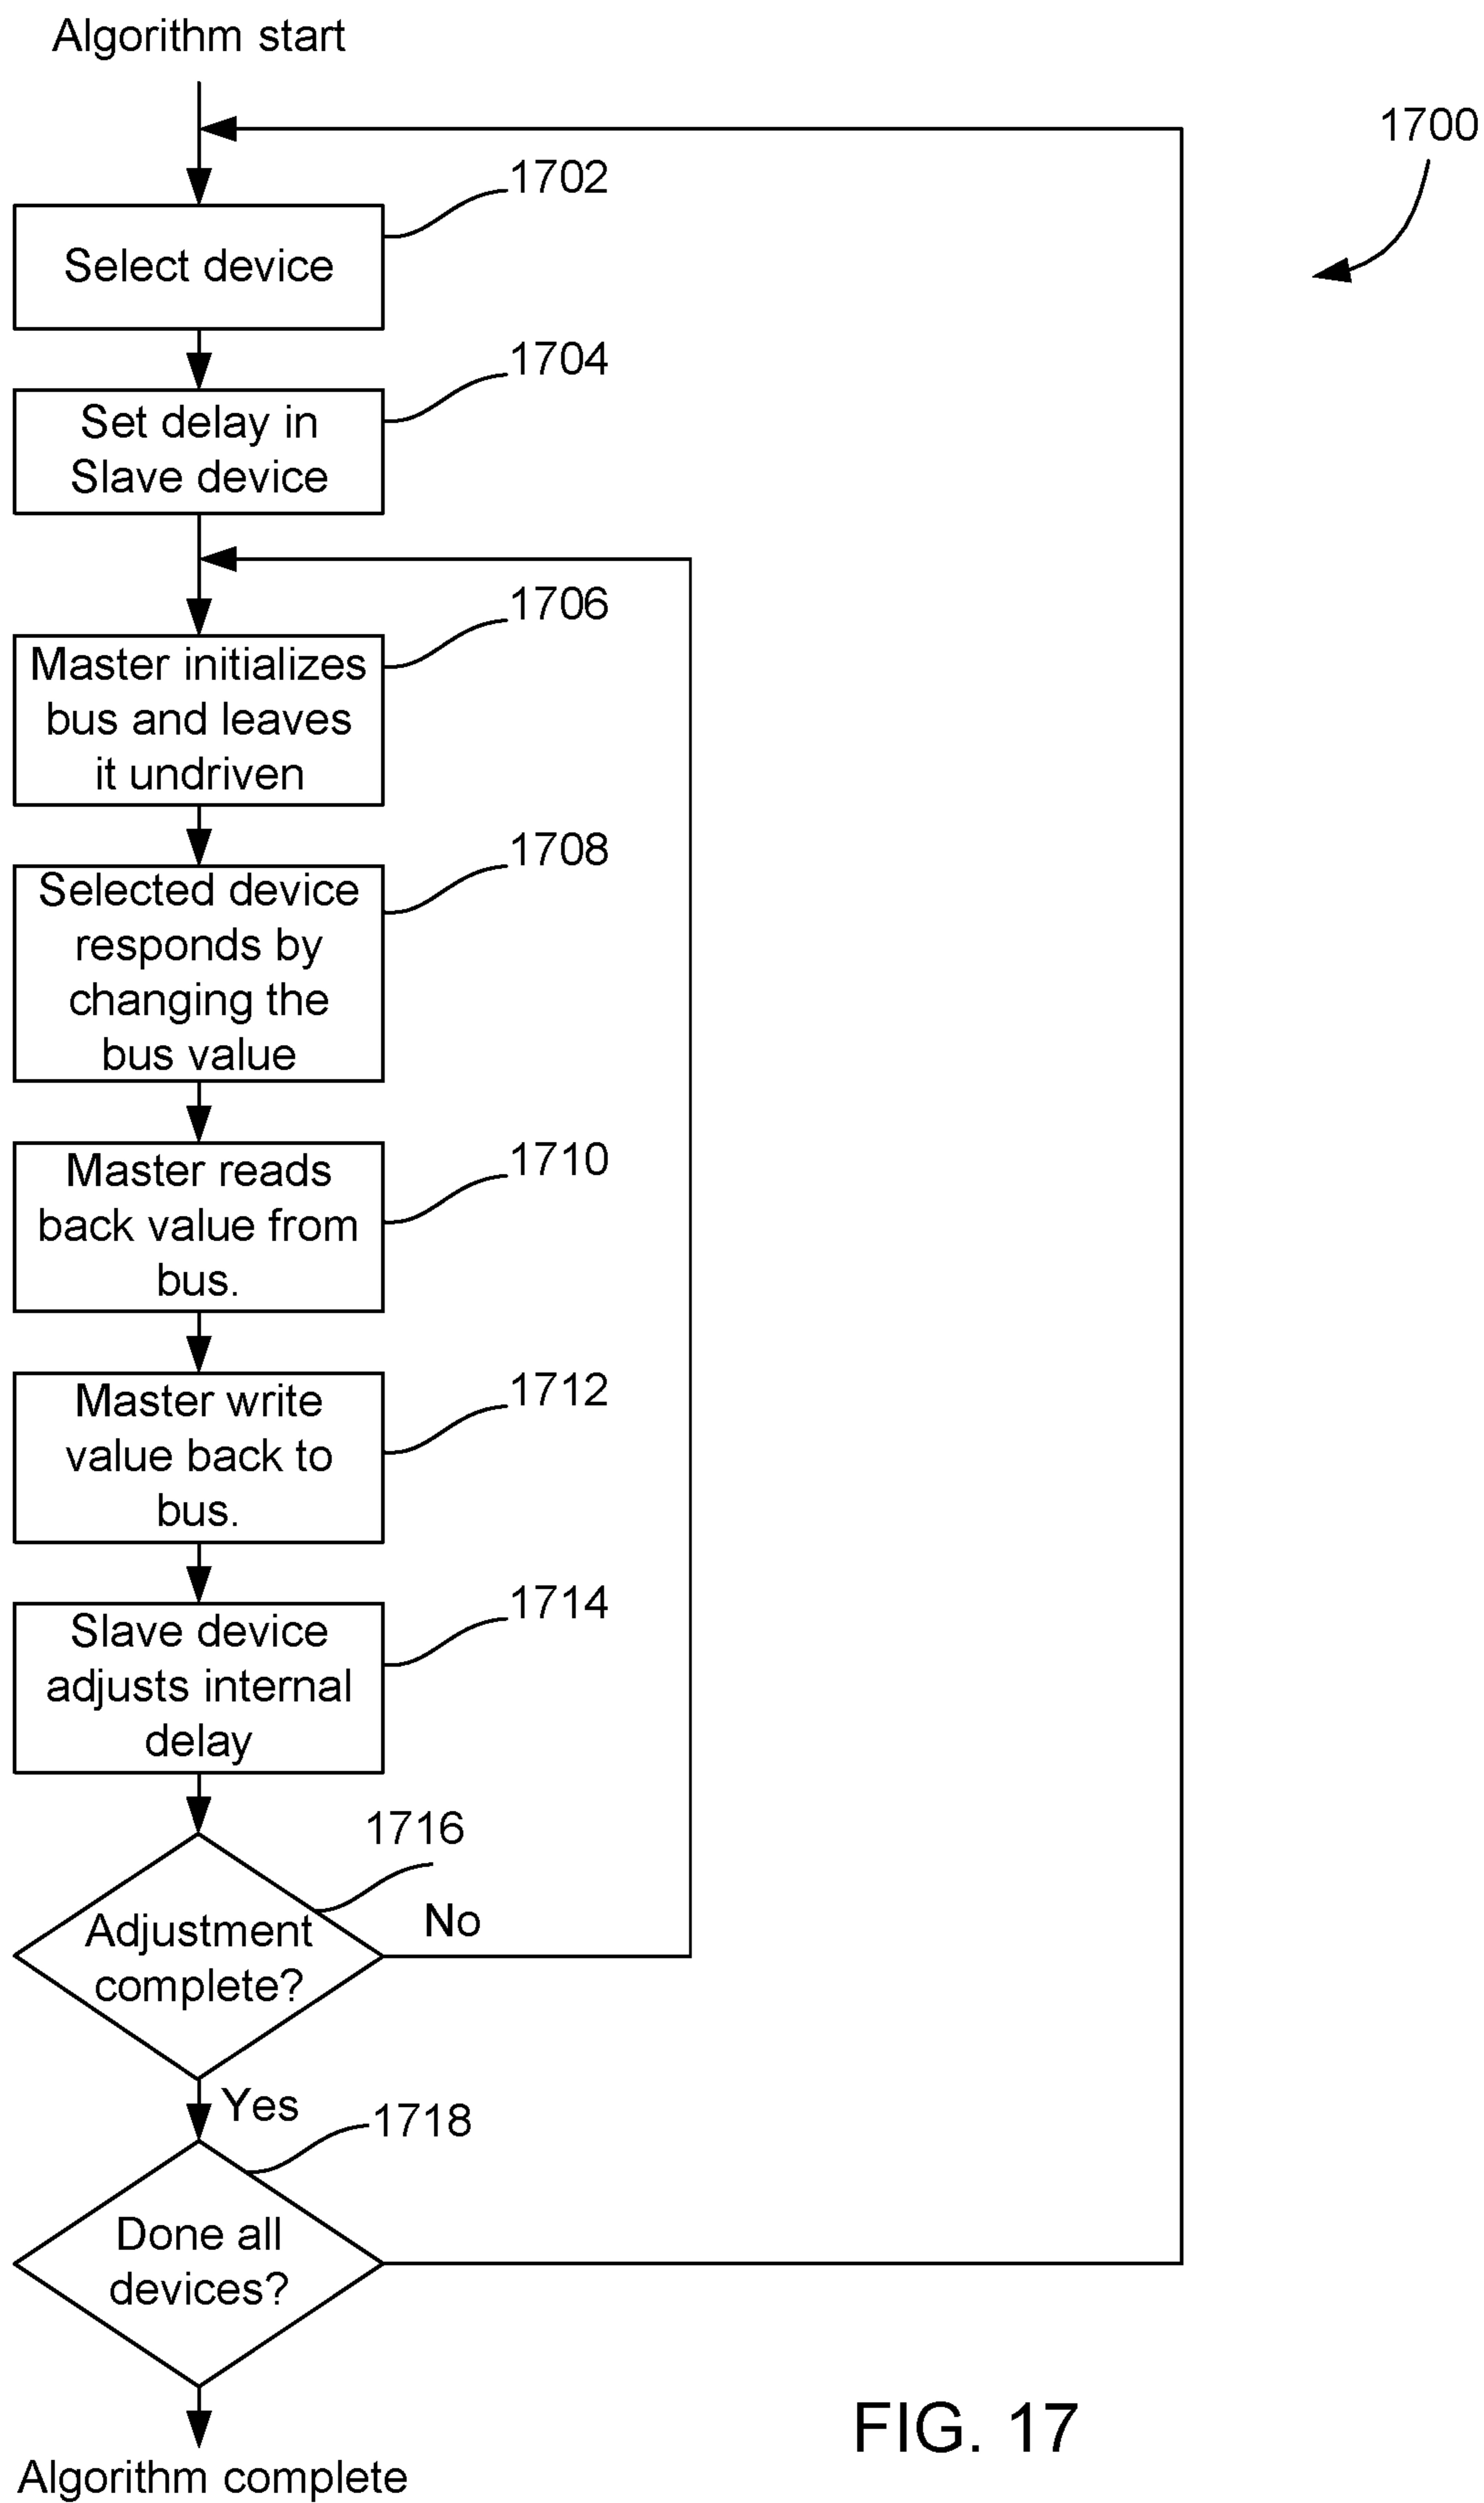 Algorithm start
1700
1702
Select device
1704
Set delay in
Slave device
1706
Master initializes
bus and leaves
it undriven
1708
Selected device
responds by
changing the
bus value
1710
Master reads
back value from
bus.
1712
Master write
value back to
bus.
1714
Slave device
adjusts internal
delay
1716
No
Adjustment
complete?
Yes
1718
Done all
devices?
FIG. 17
Algorithm complete